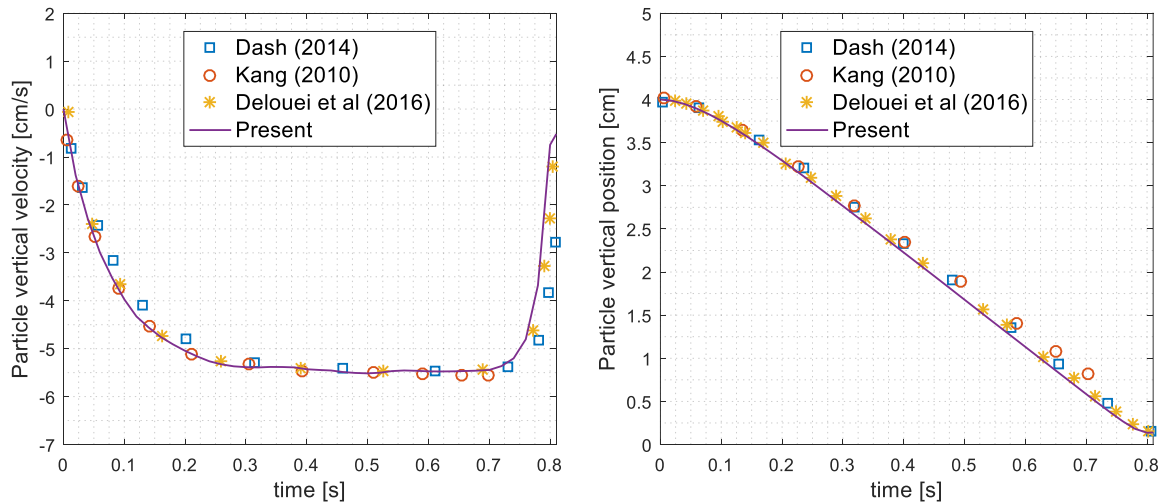 2
1
0
-1
-2
-3
-4
-5
-6
-7
Particle vertical velocity [cm/s]
Dash (2014)
Kang (2010)
Delouei et al (2016)
Present
0 0.1 0.2 0.3 0.4 0.5 0.6 0.7 0.8
time [s]
5
4.5
4
3.5
3
2.5
2
1.5
1
0.5
0
Particle vertical position [cm]
Dash (2014)
Kang (2010)
Delouei et al (2016)
Present
0 0.1 0.2 0.3 0.4 0.5 0.6 0.7 0.8
time [s]